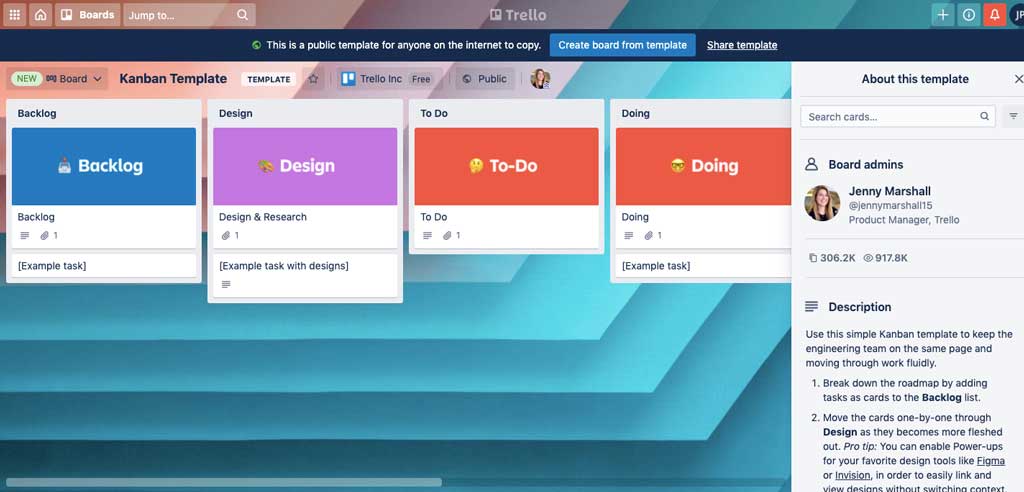 Boards
Jump to...
Trello
JP
This is a public template for anyone on the internet to copy.
Create board from template
Share template
NEW
Board
Kanban Template
TEMPLATE
Trello Inc
Free
Public
About this template
Backlog
Design
To Do
Doing
Search cards...
Backlog
Design
To-Do
Doing
Board admins
Jenny Marshall
@jennymarshall15
Product Manager, Trello
Backlog
1
Design & Research
1
To Do
1
Doing
1
306.2K
917.8K
[Example task]
[Example task with designs]
[Example task]
Description
Use this simple Kanban template to keep the
engineering team on the same page and
moving through work fluidly.
1. Break down the roadmap by adding
tasks as cards to the Backlog list.
2. Move the cards one-by-one through
Design as they becomes more fleshed
out. Pro tip: You can enable Power-ups
for your favorite design tools like Figma
or Invision, in order to easily link and
view designs without switching context.